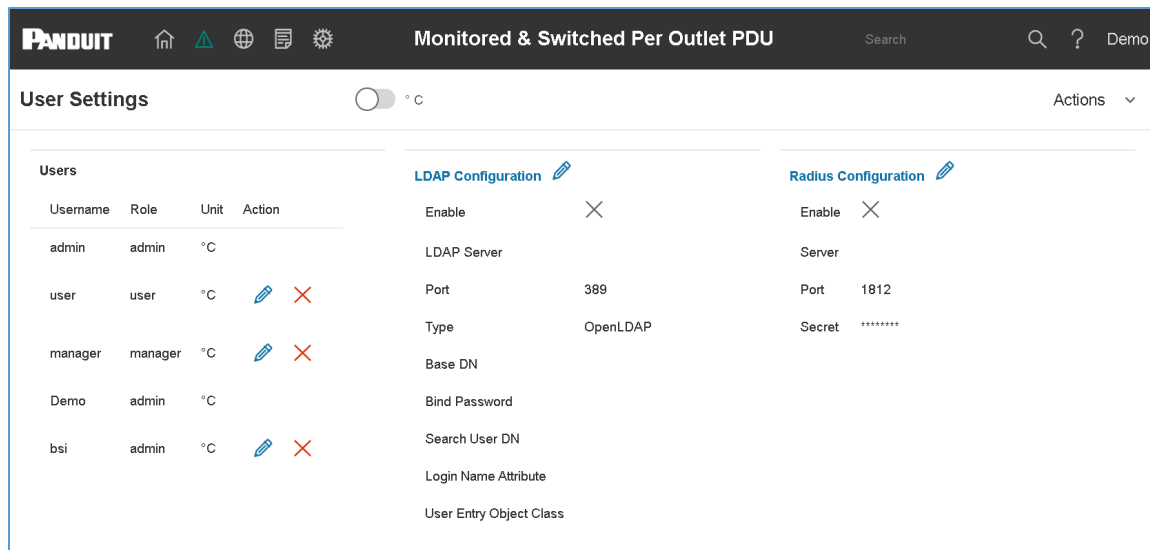 PANDUIT Monitored & Switched Per Outlet PDU Search ? Demo
User Settings ° C Actions
Users
Username Role Unit Action
admin admin °C
user user °C
manager manager °C
Demo admin °C
bsi admin °C
LDAP Configuration
Enable
LDAP Server
Port 389
Type OpenLDAP
Base DN
Bind Password
Search User DN
Login Name Attribute
User Entry Object Class
Radius Configuration
Enable
Server
Port 1812
Secret ********